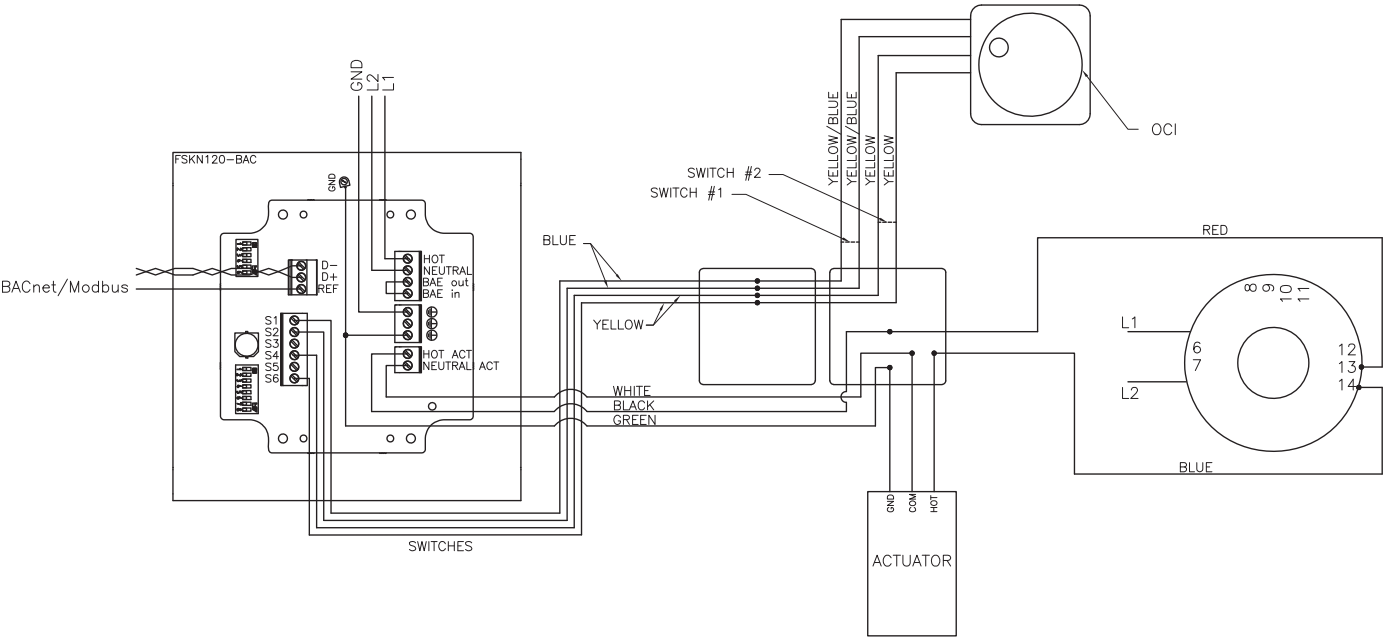 GND
L2
L1
FSKN120-BAC
GND
D-
D+
REF
BACnet/Modbus
HOT
NEUTRAL
BAE out
BAE in
S1
S2
S3
S4
S5
S6
HOT ACT
NEUTRAL ACT
WHITE
BLACK
GREEN
SWITCHES
BLUE
YELLOW
SWITCH #2
SWITCH #1
YELLOW/BLUE
YELLOW/BLUE
YELLOW
YELLOW
OCI
RED
L1
L2
6
7
8
9
10
11
12
13
14
BLUE
GND
COM
HOT
ACTUATOR